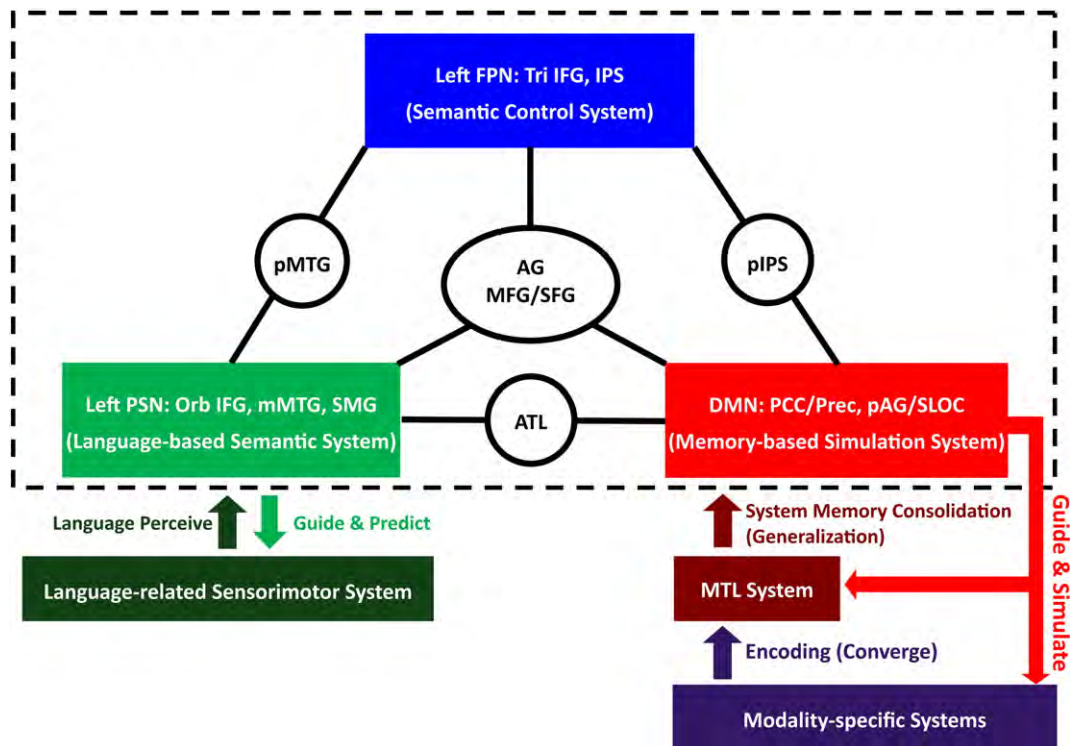 Left FPN: Tri IFG, IPS
(Semantic Control System)
pMTG
AG
MFG/SFG
pIPS
Left PSN: Orb IFG, mMTG, SMG
(Language-based Semantic System)
ATL
DMN: PCC/Prec, pAG/SLOC
(Memory-based Simulation System)
Language Perceive
Guide & Predict
System Memory Consolidation
(Generalization)
Guide & Simulate
Language-related Sensorimotor System
MTL System
Encoding (Converge)
Modality-specific Systems